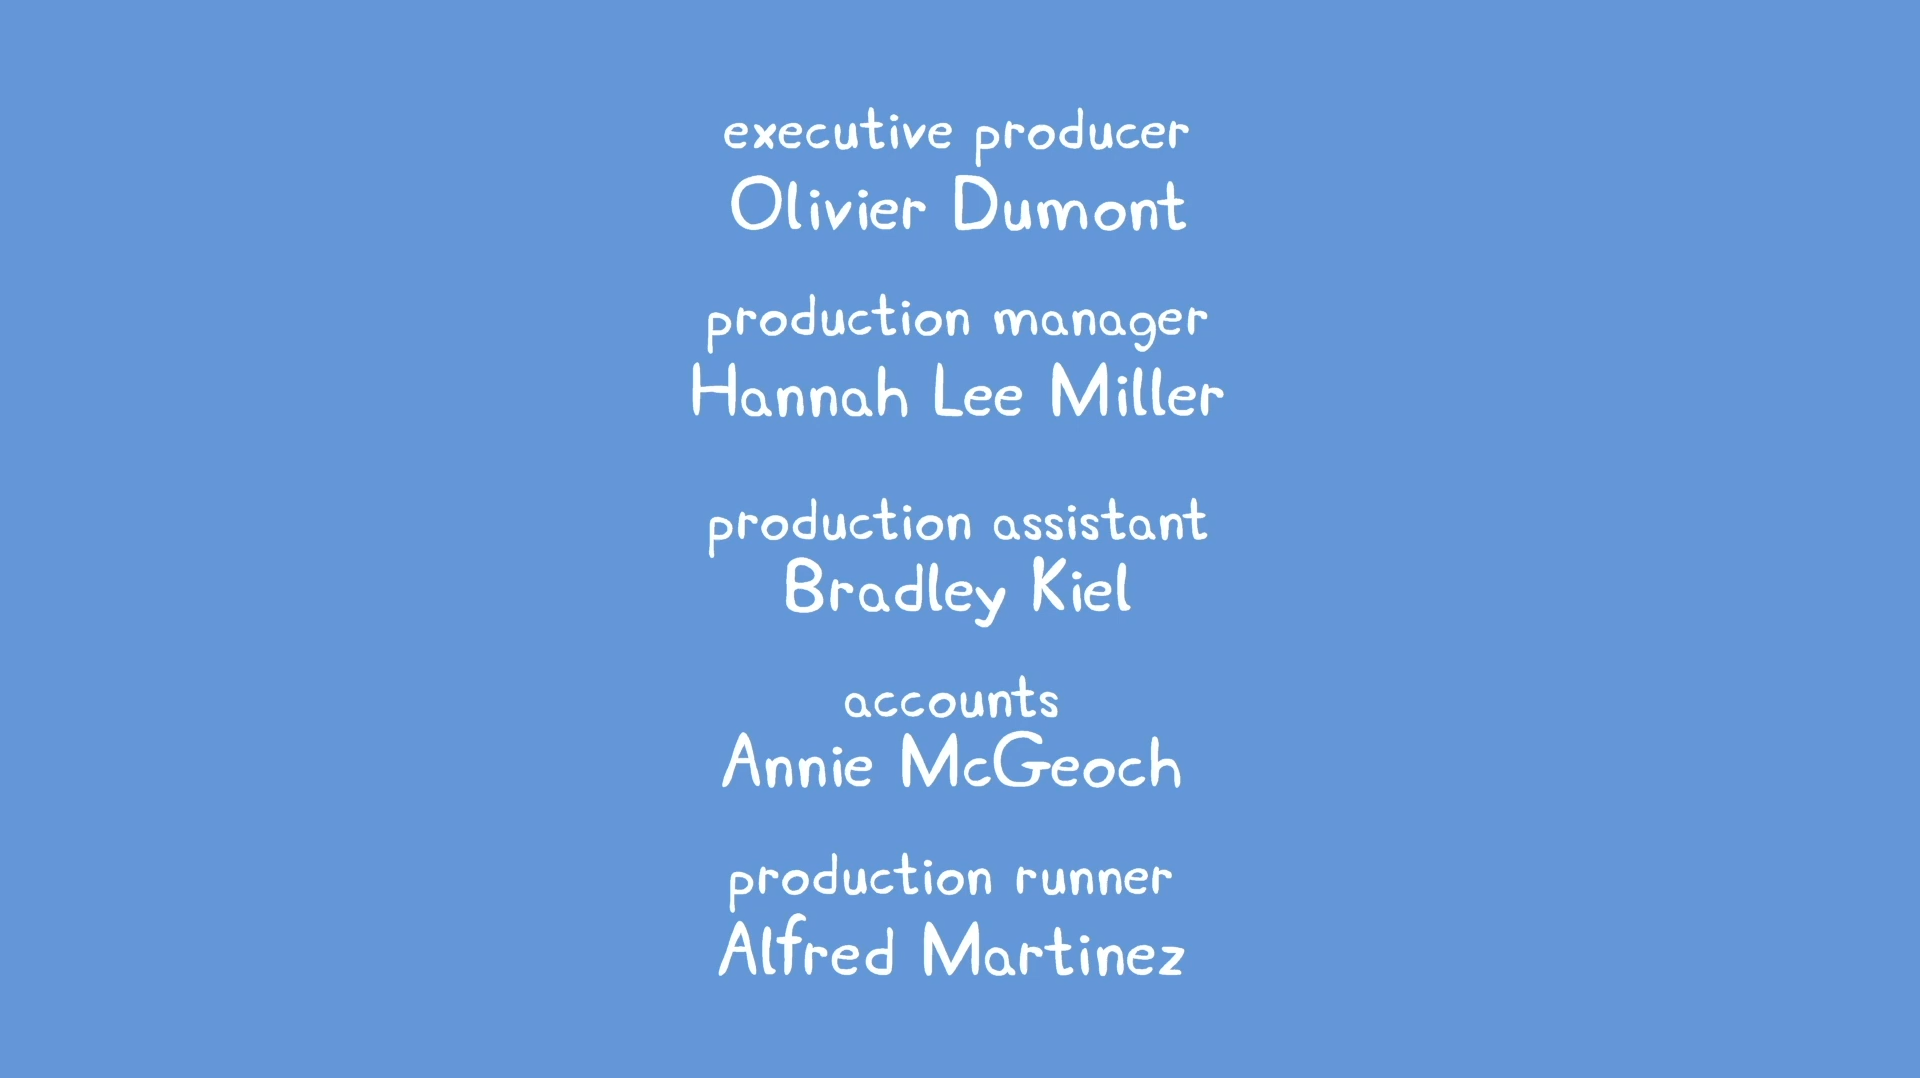 executive producer
Olivier Dumont
production manager
Hannah Lee Miller
production assistant
Bradley Kiel
accounts
Annie McGeoch
production runner
Alfred Martinez